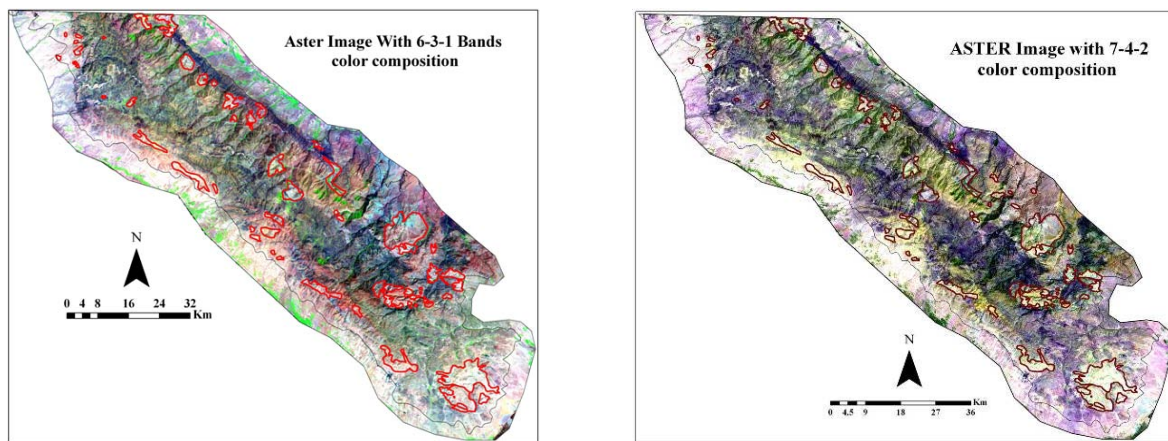 Aster Image With 6-3-1 Bands
color composition
N
0 4 8 16 24 32
Km
ASTER Image with 7-4-2
color composition
N
Km
0 4.5 9 18 27 36